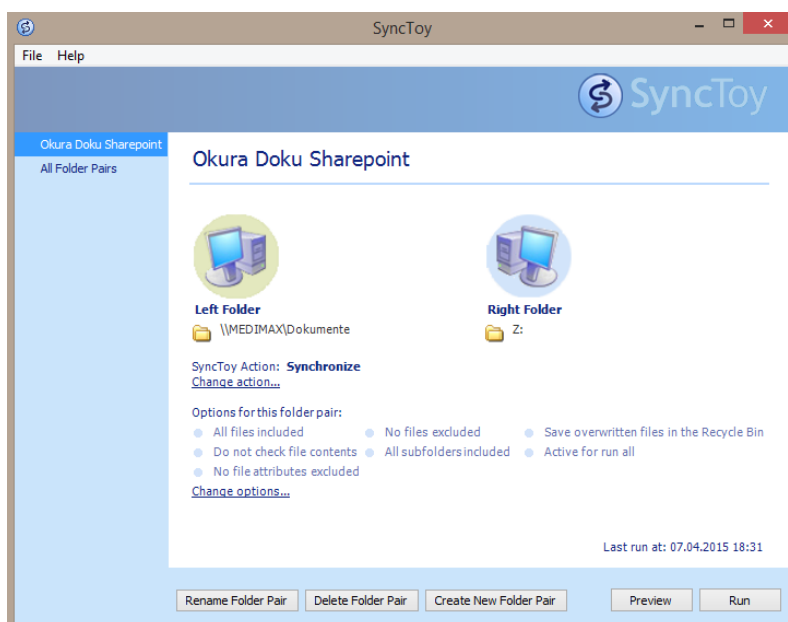 SyncToy
File Help
SyncToy
Okura Doku Sharepoint
All Folder Pairs
Okura Doku Sharepoint
Left Folder
\\MEDIMAX\Dokumente
Right Folder
Z:
SyncToy Action: Synchronize
Change action...
Options for this folder pair:
All files included No files excluded Save overwritten files in the Recycle Bin
Do not check file contents All subfolders included Active for run all
No file attributes excluded
Change options...
Last run at: 07.04.2015 18:31
Rename Folder Pair Delete Folder Pair Create New Folder Pair Preview Run